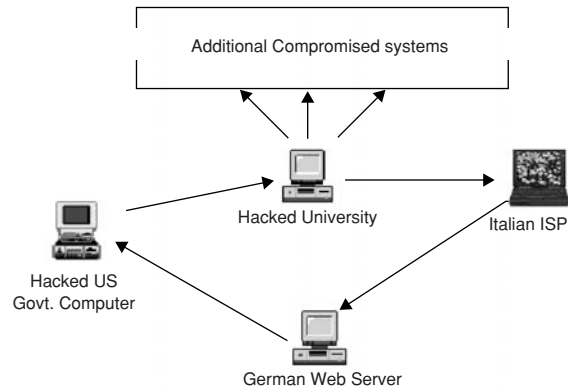 Additional Compromised systems
Hacked University
Italian ISP
Hacked US
Govt. Computer
German Web Server